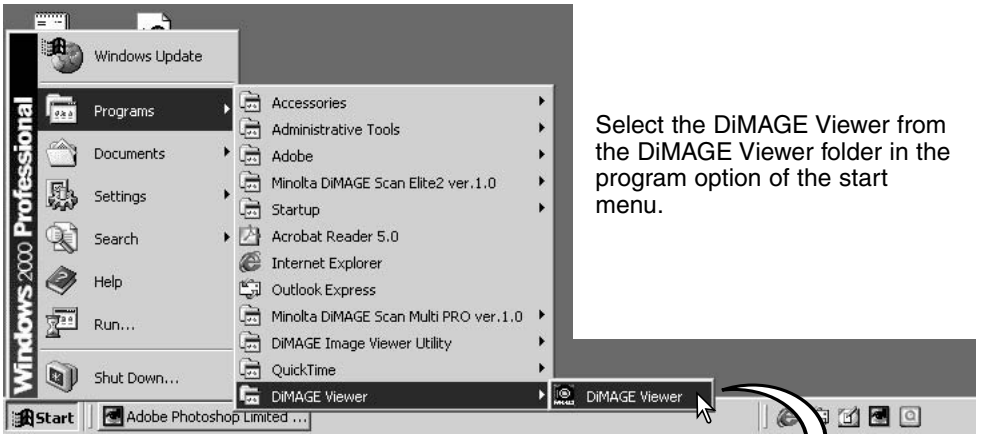 Windows Update
Programs
Documents
Settings
Search
Help
Run...
Shut Down...
Windows 2000 Professional
Accessories
Administrative Tools
Adobe
Minolta DiMAGE Scan Elite2 ver.1.0
Startup
Acrobat Reader 5.0
Internet Explorer
Outlook Express
Minolta DiMAGE Scan Multi PRO ver.1.0
DiMAGE Image Viewer Utility
QuickTime
DiMAGE Viewer
DiMAGE Viewer
Start
Adobe Photoshop Limited ...
Select the DiMAGE Viewer from
the DiMAGE Viewer folder in the
program option of the start
menu.